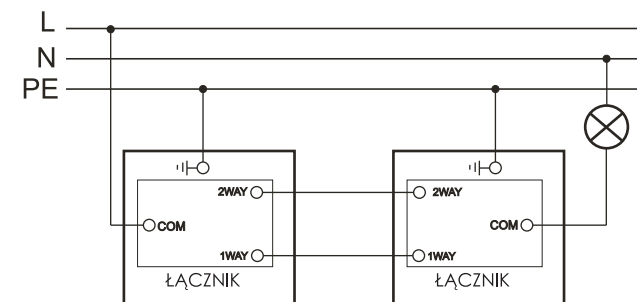 L
N
PE
2WAY 2WAY
COM COM
1WAY 1WAY
ŁĄCZNIK ŁĄCZNIK